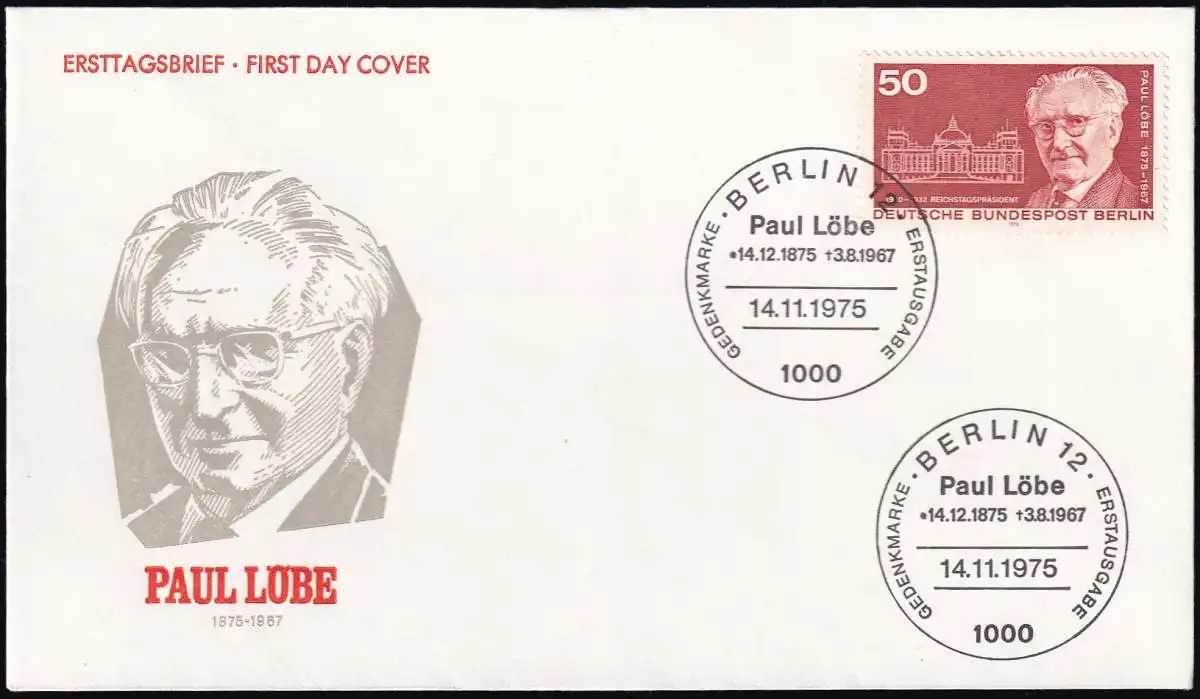 ERSTTAGSBRIEF · FIRST DAY COVER
50
PAUL LÖBE 1875–1967
REICHSTAGSPRÄSIDENT
DEUTSCHE BUNDESPOST BERLIN
· BERLIN 12 ·
Paul Löbe
*14.12.1875 †3.8.1967
14.11.1975
1000
GEDENKMARKE
ERSTAUSGABE
· BERLIN 12 ·
Paul Löbe
*14.12.1875 †3.8.1967
14.11.1975
1000
GEDENKMARKE
ERSTAUSGABE
PAUL LÖBE
1875-1967